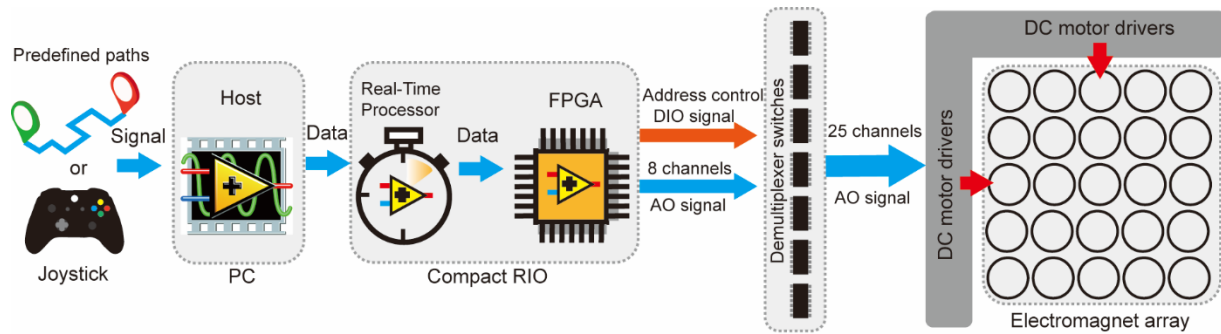 Predefined paths
or
Joystick
Signal
Host
PC
Data
Real-Time
Processor
Data
FPGA
Compact RIO
Address control
DIO signal
8 channels
AO signal
Demultiplexer switches
25 channels
AO signal
DC motor drivers
DC motor drivers
Electromagnet array